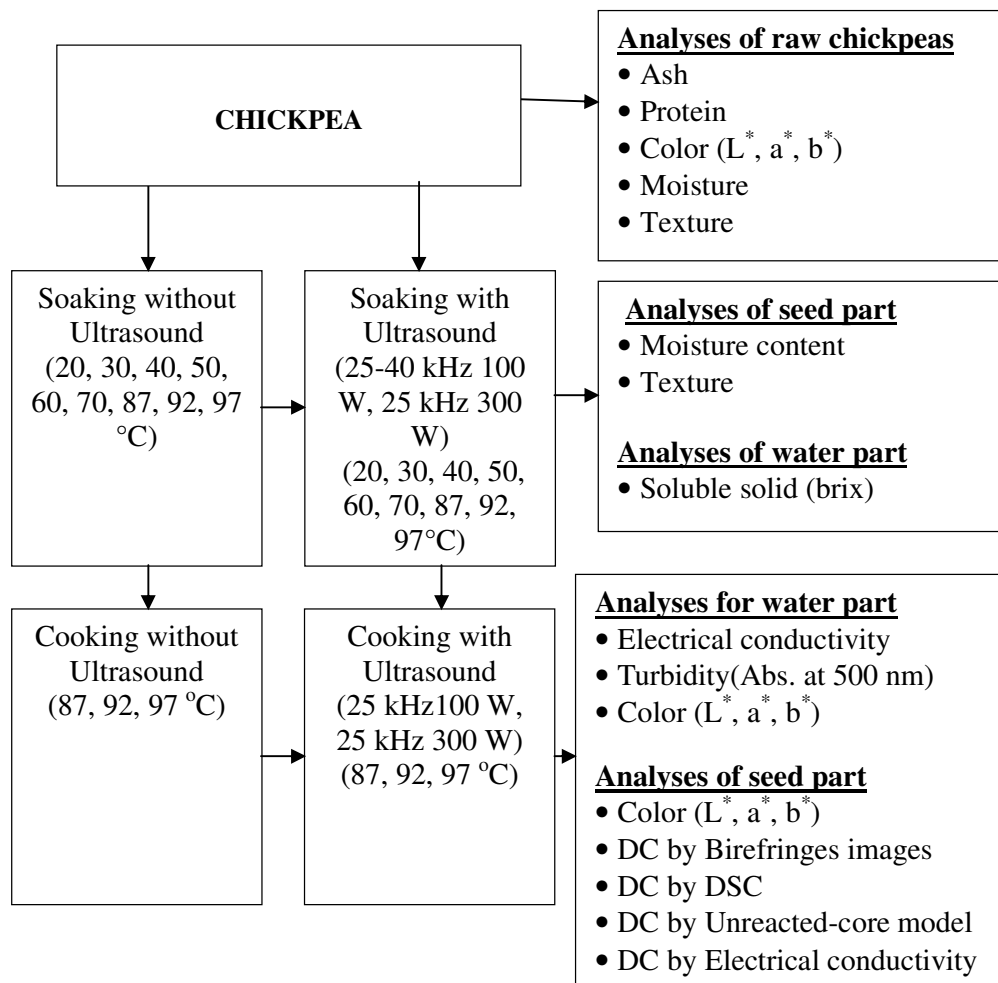 CHICKPEA
Analyses of raw chickpeas
• Ash
• Protein
• Color (L*, a*, b*)
• Moisture
• Texture
Soaking without
Ultrasound
(20, 30, 40, 50,
60, 70, 87, 92, 97
°C)
Soaking with
Ultrasound
(25-40 kHz 100
W, 25 kHz 300
W)
(20, 30, 40, 50,
60, 70, 87, 92,
97°C)
Analyses of seed part
• Moisture content
• Texture
Analyses of water part
• Soluble solid (brix)
Cooking without
Ultrasound
(87, 92, 97 °C)
Cooking with
Ultrasound
(25 kHz100 W,
25 kHz 300 W)
(87, 92, 97 °C)
Analyses for water part
• Electrical conductivity
• Turbidity(Abs. at 500 nm)
• Color (L*, a*, b*)
Analyses of seed part
• Color (L*, a*, b*)
• DC by Birefringes images
• DC by DSC
• DC by Unreacted-core model
• DC by Electrical conductivity